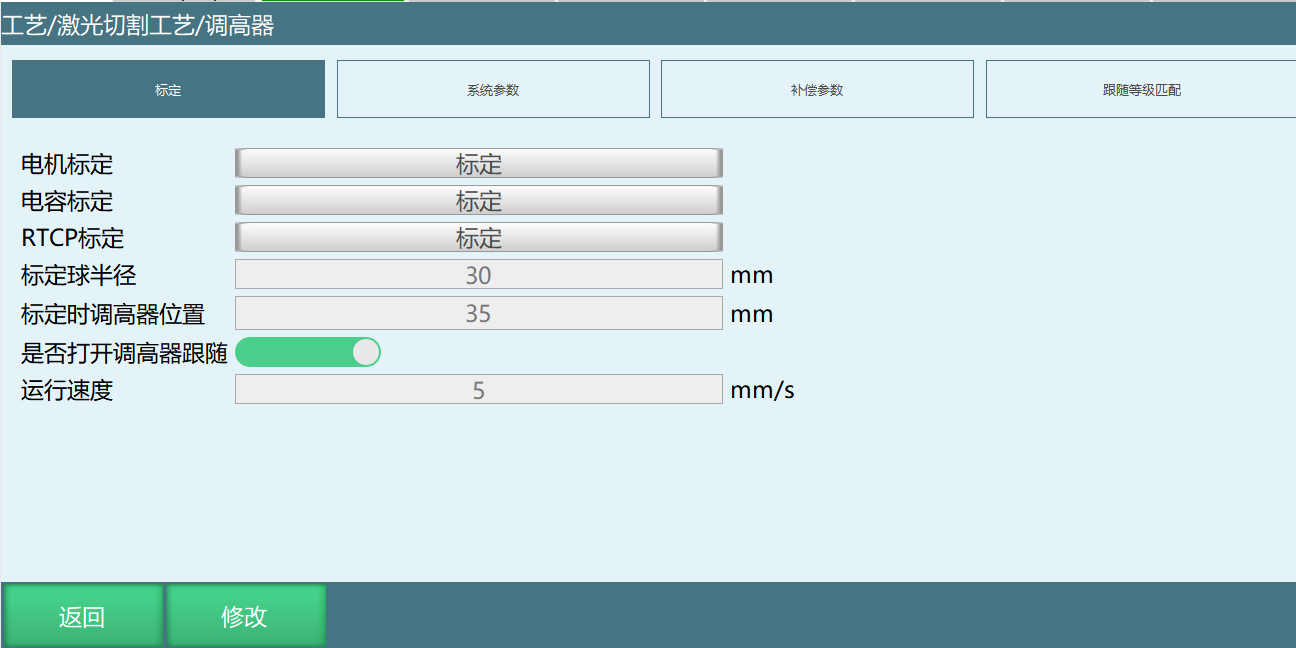 工艺/激光切割工艺/调高器
标定 系统参数 补偿参数 跟随等级匹配
电机标定 标定
电容标定 标定
RTCP标定 标定
标定球半径 30 mm
标定时调高器位置 35 mm
是否打开调高器跟随
运行速度 5 mm/s
返回 修改